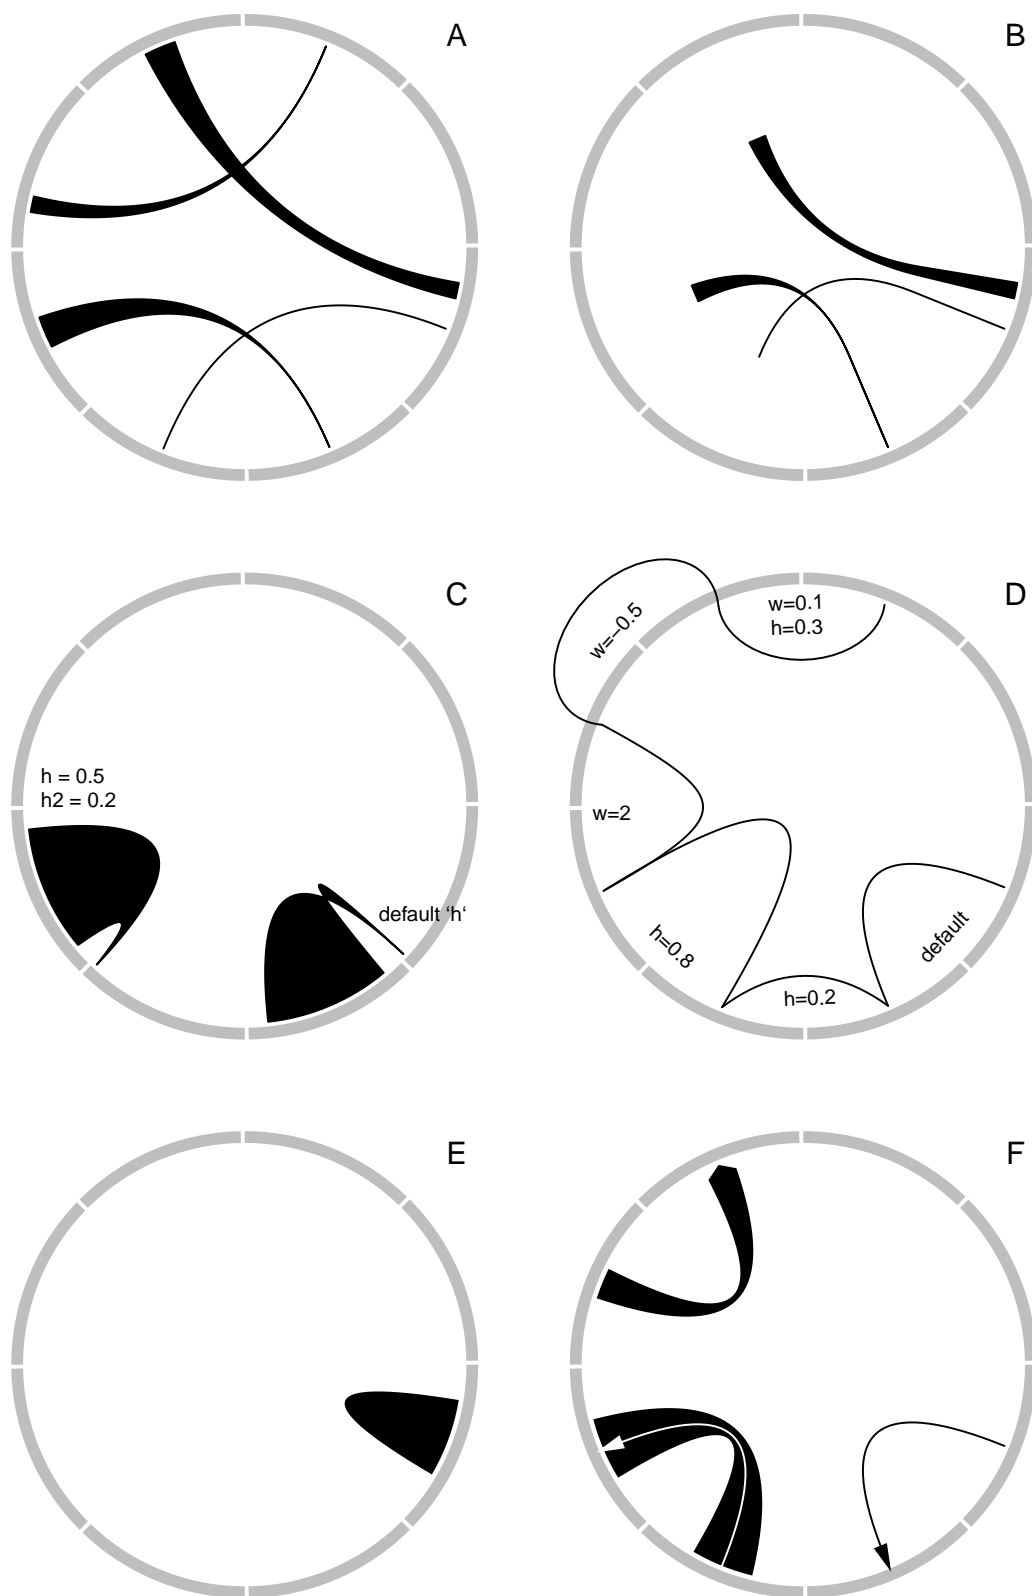 A
B
C
h = 0.5
h2 = 0.2
default ‘h‘
D
w=0.1
h=0.3
w=−0.5
w=2
h=0.8
h=0.2
default
E
F